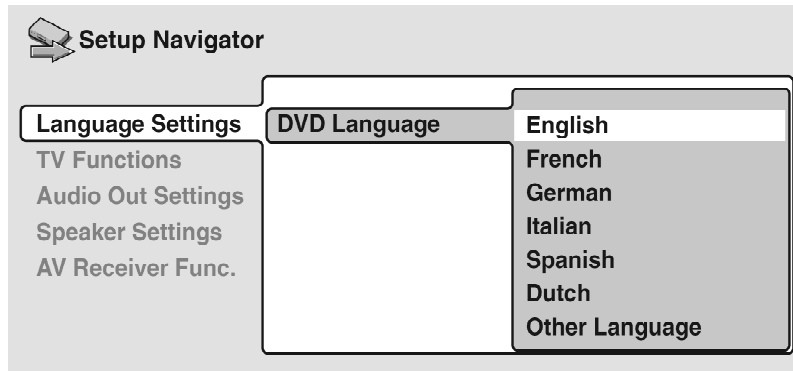 Setup Navigator
Language Settings
TV Functions
Audio Out Settings
Speaker Settings
AV Receiver Func.
DVD Language
English
French
German
Italian
Spanish
Dutch
Other Language